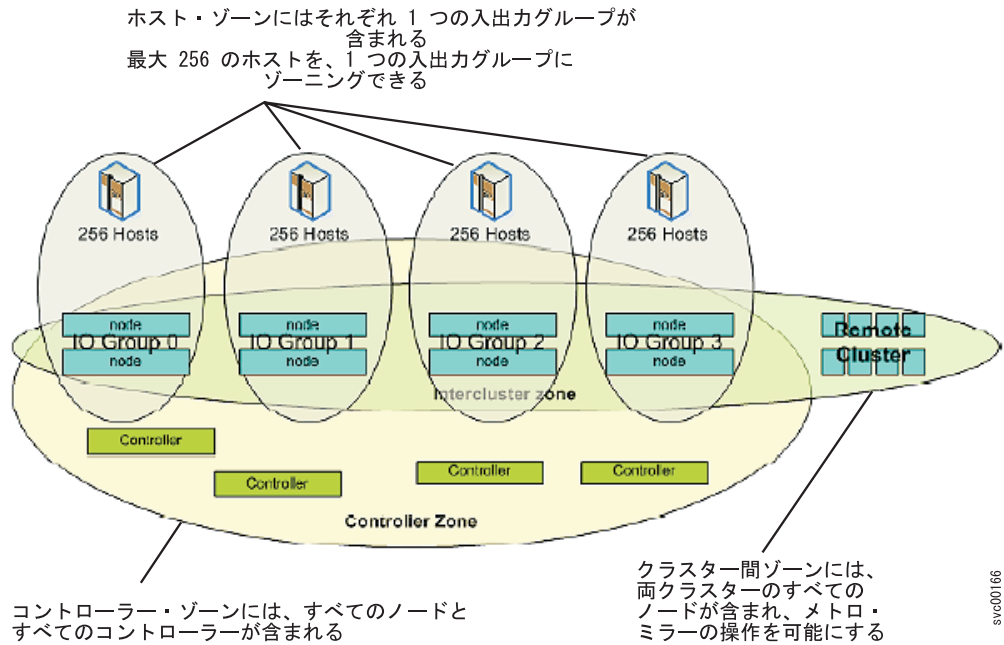 ホスト・ゾーンにはそれぞれ 1 つの入出力グループが
含まれる
最大 256 のホストを、1 つの入出力グループに
ゾーニングできる
256 Hosts
256 Hosts
256 Hosts
256 Hosts
node
node
node
node
IO Group 0
IO Group 1
IO Group 2
IO Group 3
Remote
Cluster
node
node
node
node
Intercluster zone
Controller
Controller
Controller
Controller
Controller Zone
クラスター間ゾーンには、
両クラスターのすべての
ノードが含まれ、メトロ・
ミラーの操作を可能にする
コントローラー・ゾーンには、すべてのノードと
すべてのコントローラーが含まれる
svc00166